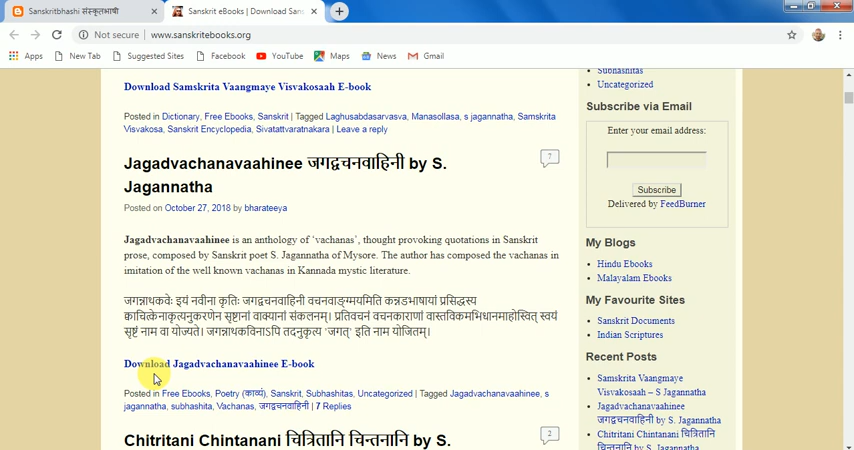 Sanskritbhashi संस्कृतभाषी
Sanskrit eBooks | Download Sans
Not secure | www.sanskritebooks.org
Apps New Tab Suggested Sites Facebook YouTube Maps News Gmail
Download Samskrita Vaangmaye Visvakosaah E-book
Posted in Dictionary, Free Ebooks, Sanskrit | Tagged Laghusabdasarvasva, Manasollasa, s jagannatha, Samskrita
Visvakosa, Sanskrit Encyclopedia, Sivatattvaratnakara | Leave a reply
Jagadvachanavaahinee जगद्वचनवाहिनी by S.
Jagannatha
7
Posted on October 27, 2018 by bharateeya
Jagadvachanavaahinee is an anthology of ‘vachanas’, thought provoking quotations in Sanskrit
prose, composed by Sanskrit poet S. Jagannatha of Mysore. The author has composed the vachanas in
imitation of the well known vachanas in Kannada mystic literature.
जगन्नाथकवेः इयं नवीना कृतिः जगद्वचनवाहिनी वचनवाङ्मयमिति कन्नडभाषायां प्रसिद्धस्य
सृष्टानां वाक्यानां संकलनम्। प्रतिवचनं वचनकाराणां वास्तविकमभिधानमाहोस्वित् स्वयं
सृष्टं नाम वा योज्यते। जगन्नाथकविनाऽपि तदनुकृत्य ‘जगत्’ इति नाम योजितम्।
Download Jagadvachanavaahinee E-book
Posted in Free Ebooks, Poetry (काव्यं), Sanskrit, Subhashitas, Uncategorized | Tagged Jagadvachanavaahinee, s
jagannatha, subhashita, Vachanas, जगद्वचनवाहिनी | 7 Replies
Chitritani Chintanani चित्रितानि चिन्तनानि by S.
2
Subhashitas
Uncategorized
Subscribe via Email
Enter your email address:
Subscribe
Delivered by FeedBurner
My Blogs
Hindu Ebooks
Malayalam Ebooks
My Favourite Sites
Sanskrit Documents
Indian Scriptures
Recent Posts
Samskrita Vaangmaye
Visvakosaah – S Jagannatha
Jagadvachanavaahinee
जगद्वचनवाहिनी by S. Jagannatha
Chitritani Chintanani चित्रितानि
चिन्तनानि by S. Jagannatha